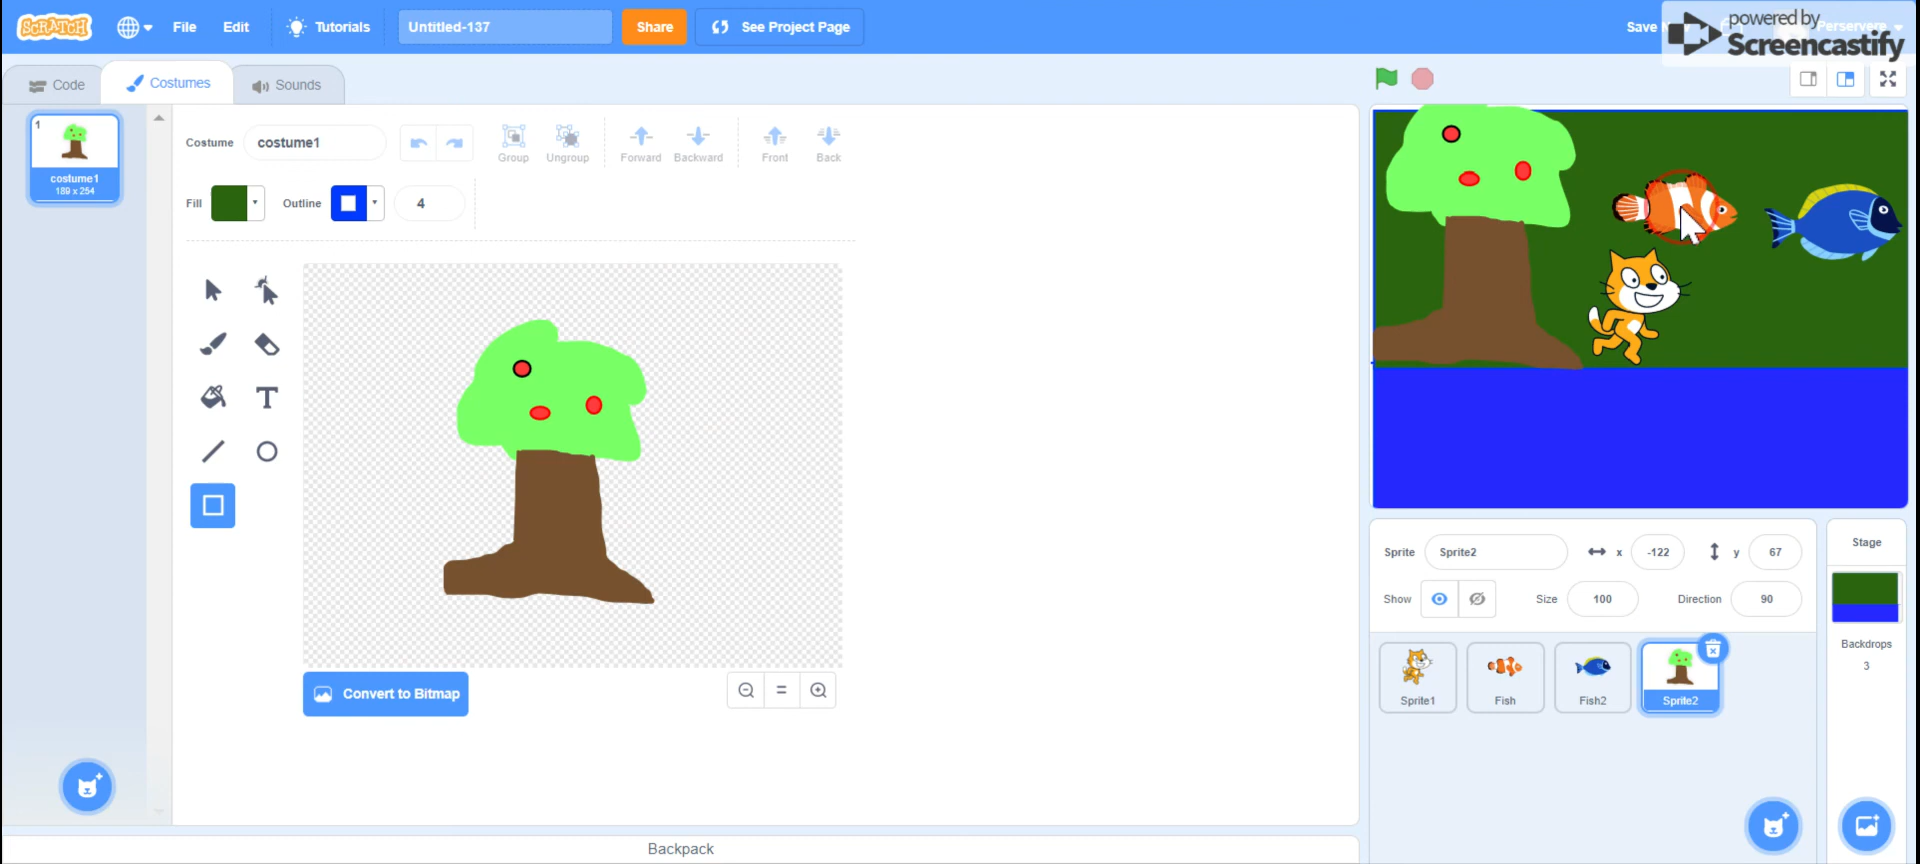 SCRATCH File Edit Tutorials Untitled-137 Share See Project Page Save
powered by
Screencastify
Code Costumes Sounds
1
costume1
189 x 254
Costume costume1 Group Ungroup Forward Backward Front Back
Fill Outline 4
T
Convert to Bitmap
Sprite Sprite2 x -122 y 67
Show Size 100 Direction 90
Sprite1 Fish Fish2 Sprite2
Stage
Backdrops
3
Backpack